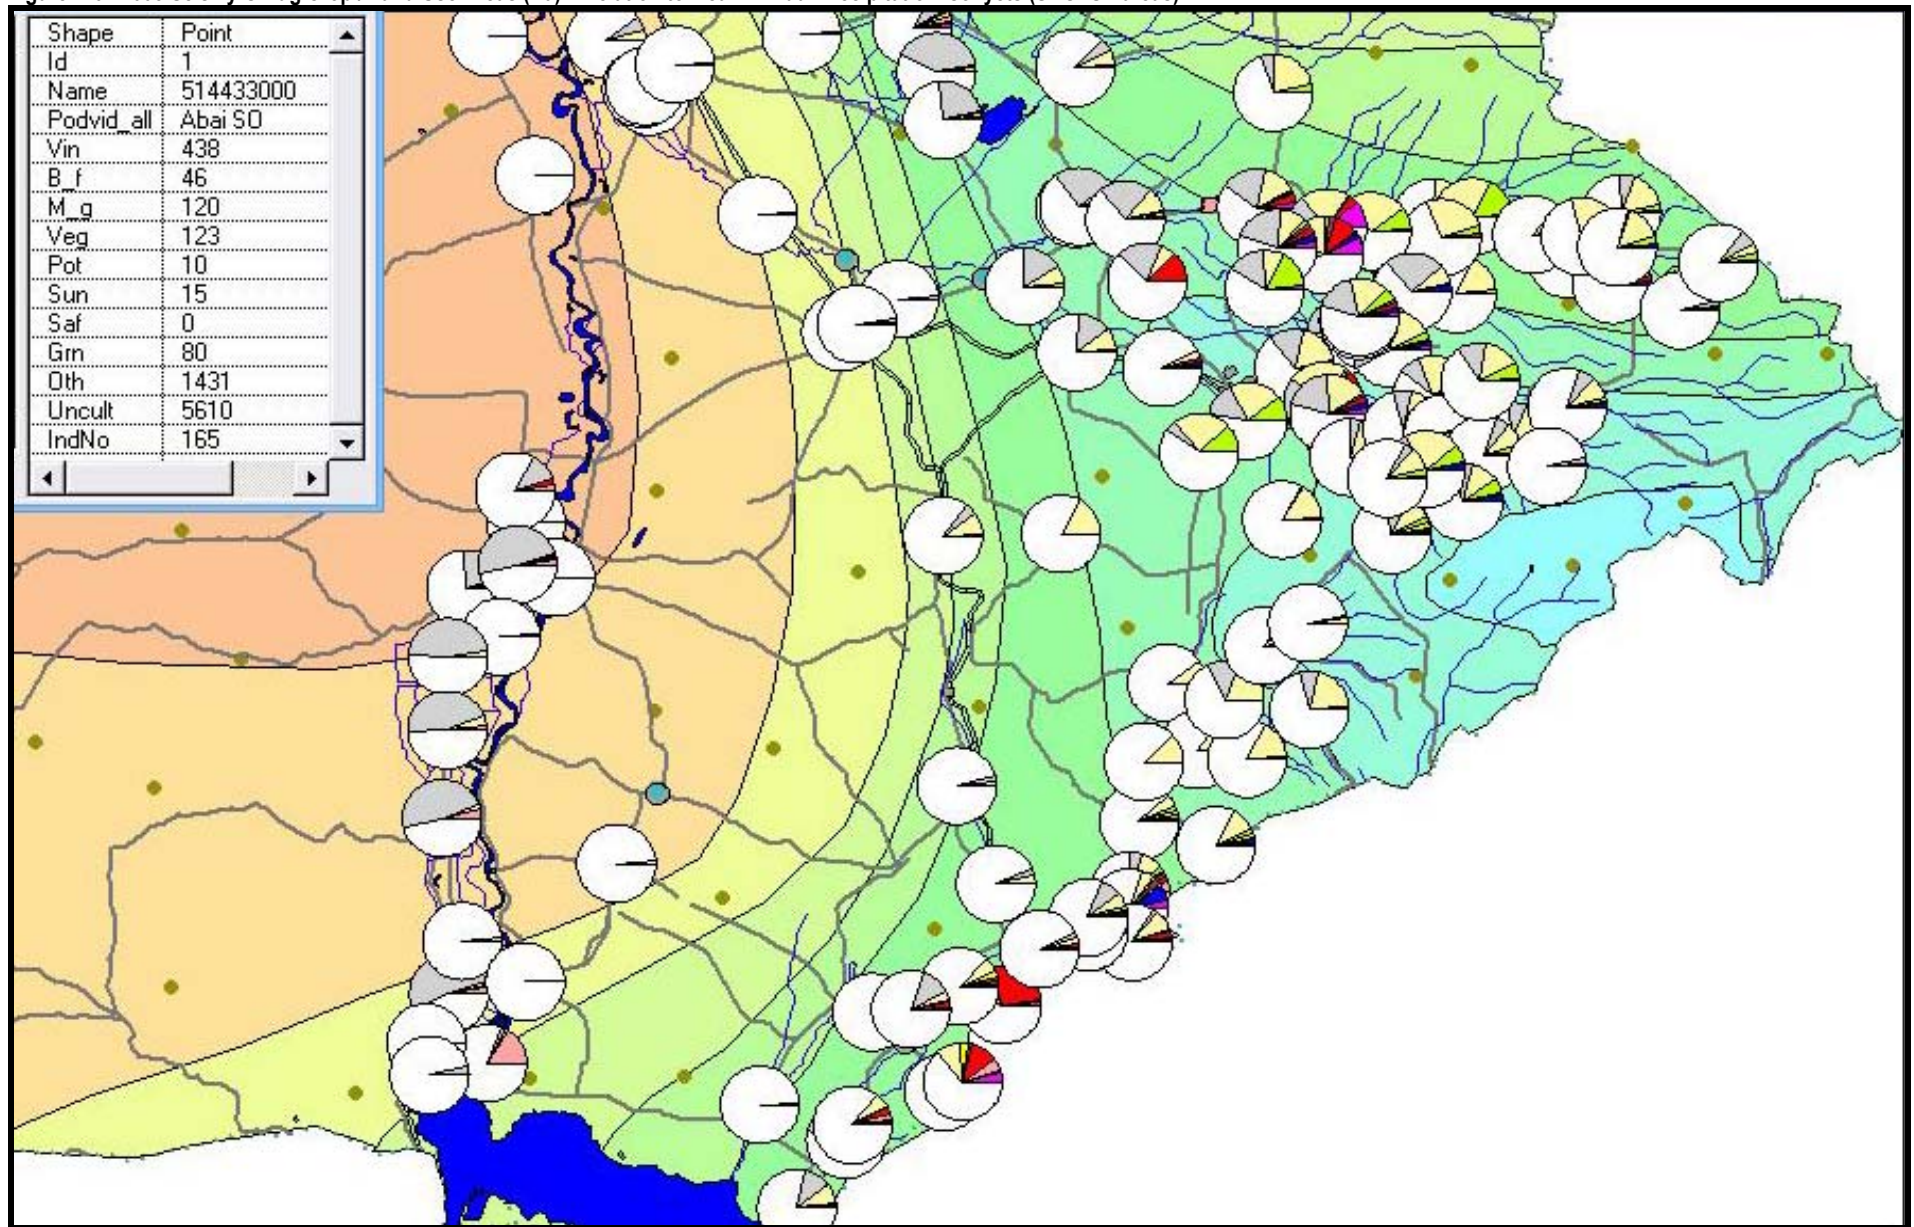 Shape Point
Id 1
Name 514433000
Podvid_all Abai SO
Vin 438
B_f 46
M_g 120
Veg 123
Pot 10
Sun 15
Saf 0
Grn 80
Oth 1431
Uncult 5610
IndNo 165